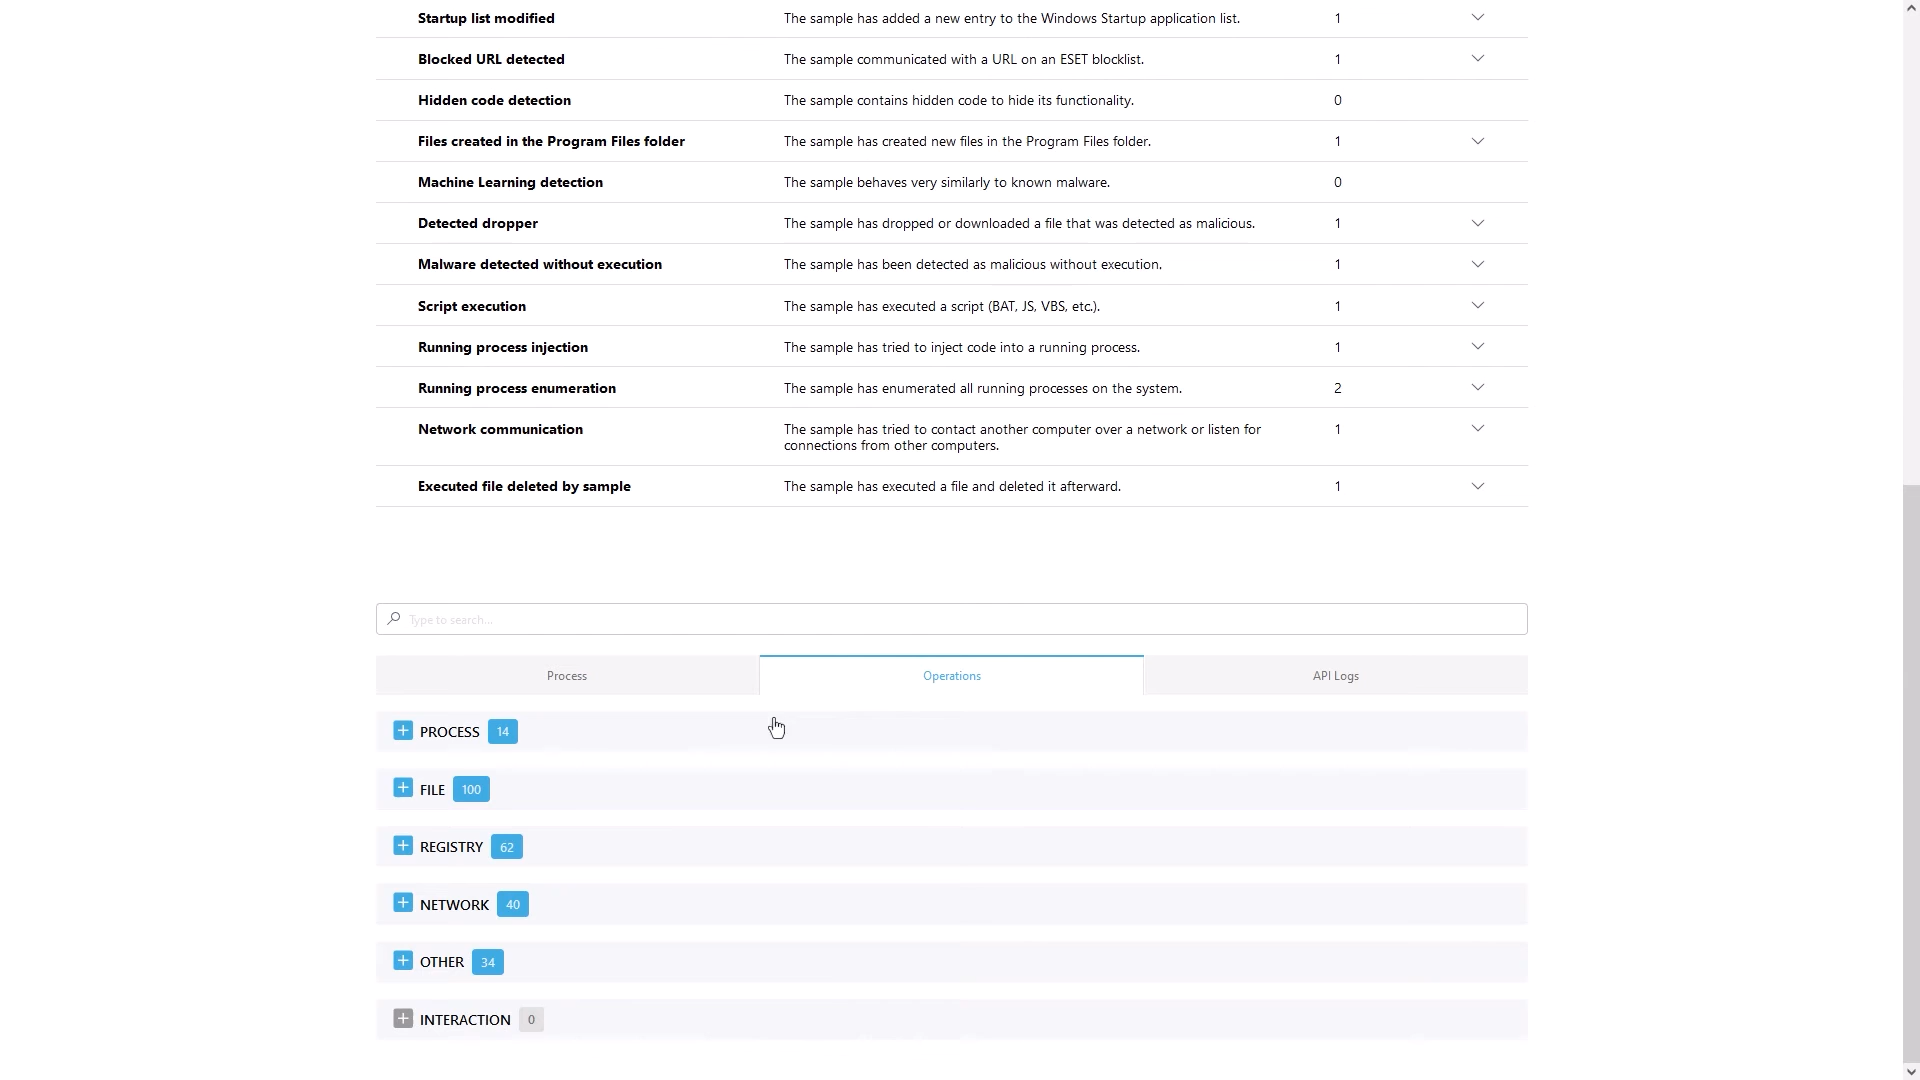 Startup list modified The sample has added a new entry to the Windows Startup application list. 1
Blocked URL detected The sample communicated with a URL on an ESET blocklist. 1
Hidden code detection The sample contains hidden code to hide its functionality. 0
Files created in the Program Files folder The sample has created new files in the Program Files folder. 1
Machine Learning detection The sample behaves very similarly to known malware. 0
Detected dropper The sample has dropped or downloaded a file that was detected as malicious. 1
Malware detected without execution The sample has been detected as malicious without execution. 1
Script execution The sample has executed a script (BAT, JS, VBS, etc.). 1
Running process injection The sample has tried to inject code into a running process. 1
Running process enumeration The sample has enumerated all running processes on the system. 2
Network communication The sample has tried to contact another computer over a network or listen for 1
connections from other computers.
Executed file deleted by sample The sample has executed a file and deleted it afterward. 1
Type to search...
Process Operations API Logs
PROCESS 14
FILE 100
REGISTRY 62
NETWORK 40
OTHER 34
INTERACTION 0